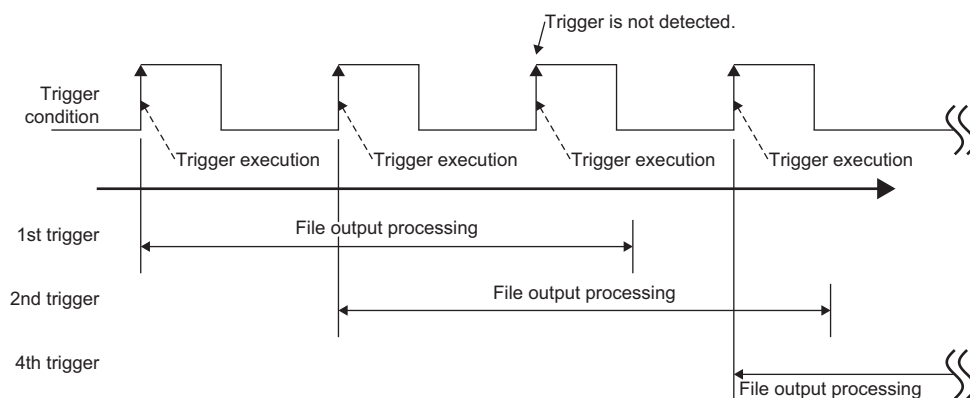 Trigger is not detected.
Trigger
condition
Trigger execution
Trigger execution
Trigger execution
Trigger execution
1st trigger
File output processing
2nd trigger
File output processing
4th trigger
File output processing